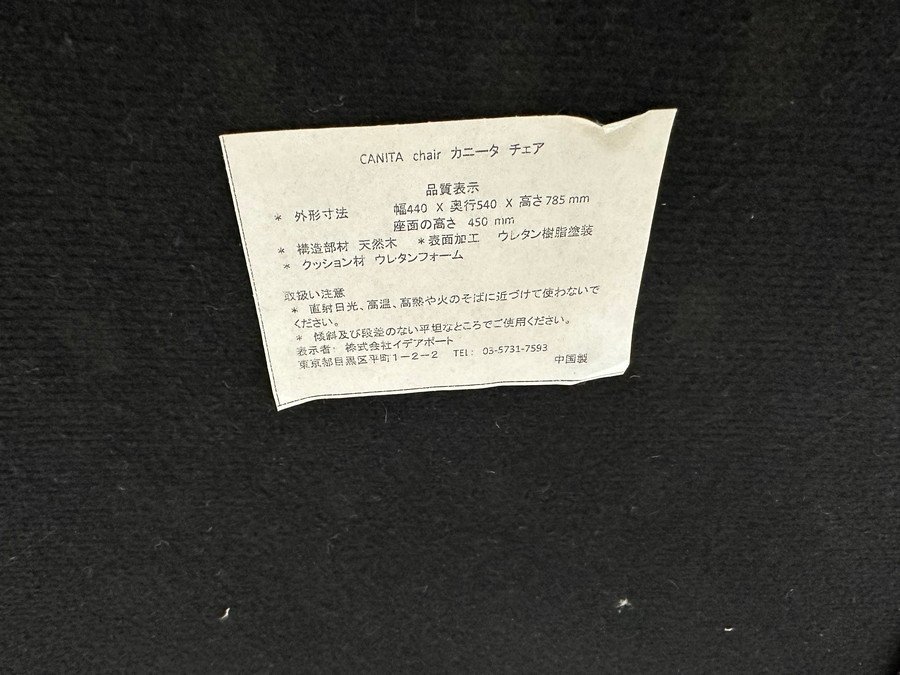 CANITA chair カニータ チェア
品質表示
* 外形寸法 幅440 X 奥行540 X 高さ785 mm
座面の高さ 450 mm
* 構造部材 天然木 *表面加工 ウレタン樹脂塗装
* クッション材 ウレタンフォーム
取扱い注意
* 直射日光、高温、高熱や火のそばに近づけて使わないで
ください。
* 傾斜及び段差のない平坦なところでご使用ください。
表示者: 株式会社イデアポート
東京都目黒区平町1-2-2 TEL: 03-5731-7593
中国製